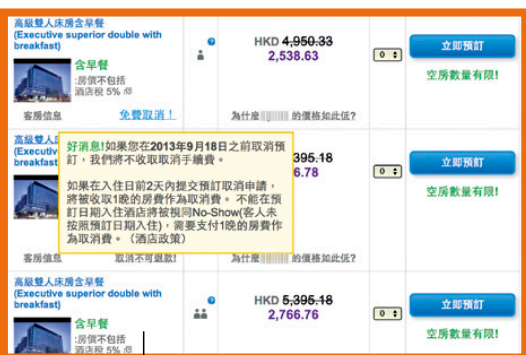 高級雙人床房含早餐
(Executive superior double with
breakfast)
含早餐
:房價不包括
酒店稅 5%
客房信息
免費取消！
HKD 4,950.33
2,538.63
為什麼
的價格如此低?
0
立即預訂
空房數量有限!
高級雙人
(Executive
breakfast)
好消息!如果您在2013年9月18日之前取消預
訂，我們將不收取取消手續費。
如果在入住日前2天內提交預訂取消申請，
將被收取1晚的房費作為取消費。 不能在預
訂日期入住酒店將被視同No-Show(客人未
按照預訂日期入住)，需要支付1晚的房費作
為取消費。（酒店政策）
395.18
6.78
0
立即預訂
空房數量有限!
客房信息
取消不可退款!
為什麼
的價格如此低?
高級雙人床房含早餐
(Executive superior double with
breakfast)
含早餐
:房價不包括
酒店稅 5%
HKD 5,395.18
2,766.76
0
立即預訂
空房數量有限!